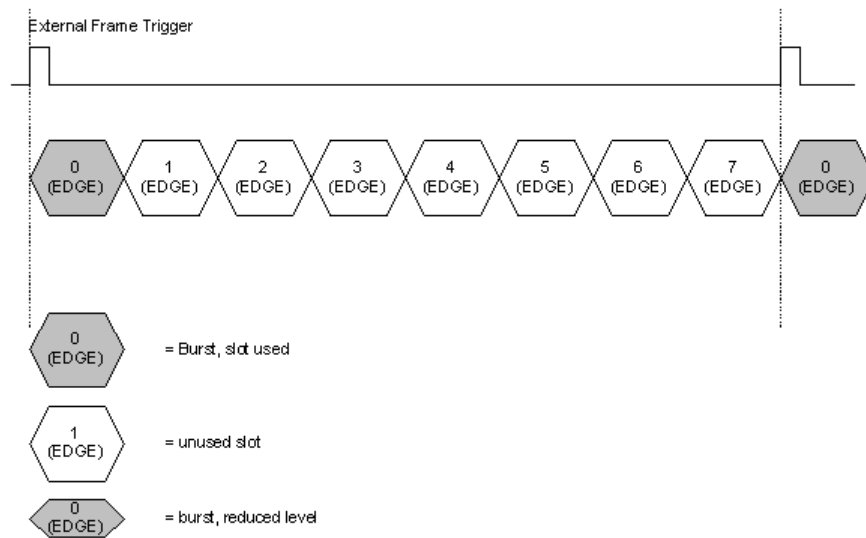 External Frame Trigger
0
(EDGE)
1
(EDGE)
2
(EDGE)
3
(EDGE)
4
(EDGE)
5
(EDGE)
6
(EDGE)
7
(EDGE)
0
(EDGE)
0
(EDGE)
= Burst, slot used
1
(EDGE)
= unused slot
0
(EDGE)
= burst, reduced level